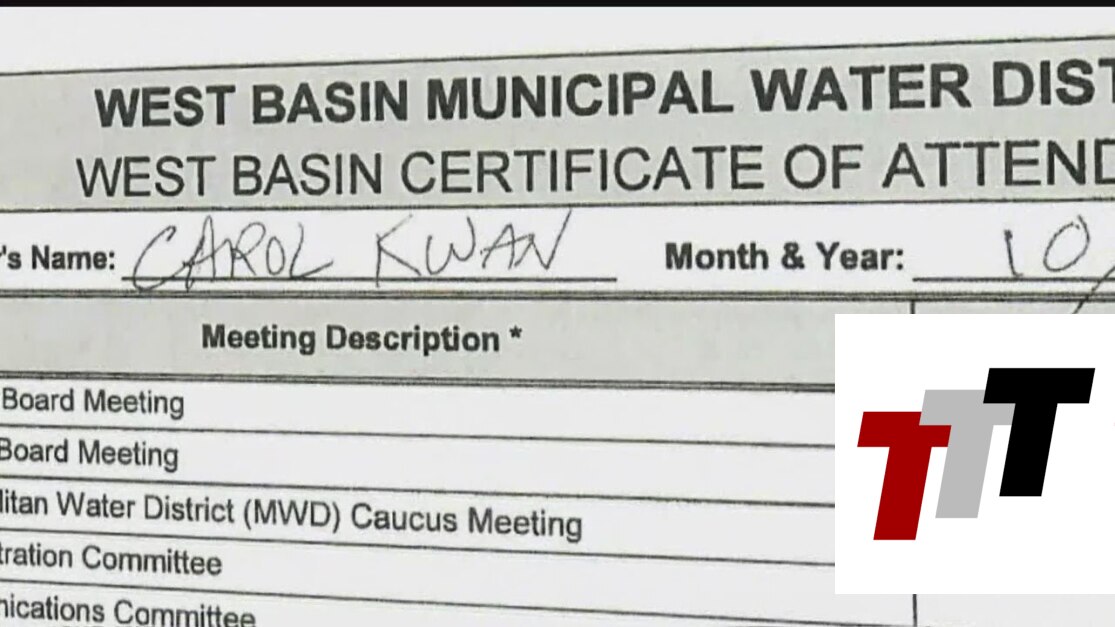 WEST BASIN MUNICIPAL WATER DIST
WEST BASIN CERTIFICATE OF ATTEND
's Name: CAROL KWAN Month & Year: 10
Meeting Description *
Board Meeting
Board Meeting
litan Water District (MWD) Caucus Meeting
tration Committee
nications Committee
TTT